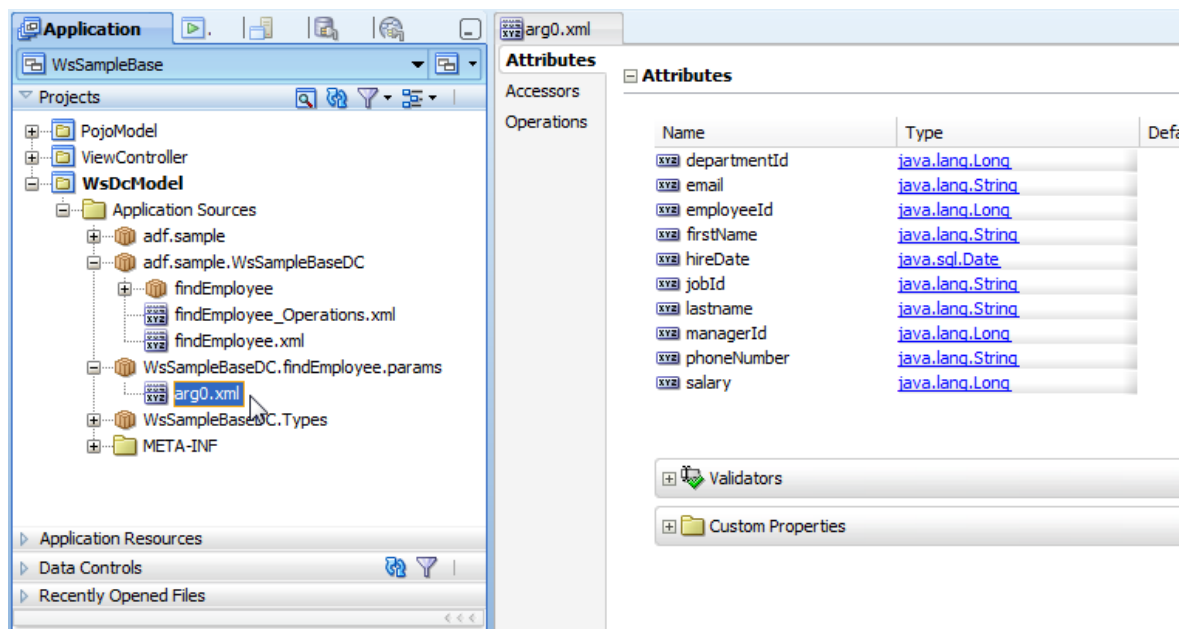 Application
arg0.xml
WsSampleBase
Projects
PojoModel
ViewController
WsDcModel
Application Sources
adf.sample
adf.sample.WsSampleBaseDC
findEmployee
findEmployee_Operations.xml
findEmployee.xml
WsSampleBaseDC.findEmployee.params
arg0.xml
WsSampleBaseDC.Types
META-INF
Application Resources
Data Controls
Recently Opened Files
Attributes
Accessors
Operations
Attributes
Name Type Defa
departmentId java.lang.Long
email java.lang.String
employeeId java.lang.Long
firstName java.lang.String
hireDate java.sql.Date
jobId java.lang.String
lastname java.lang.String
managerId java.lang.Long
phoneNumber java.lang.String
salary java.lang.Long
Validators
Custom Properties